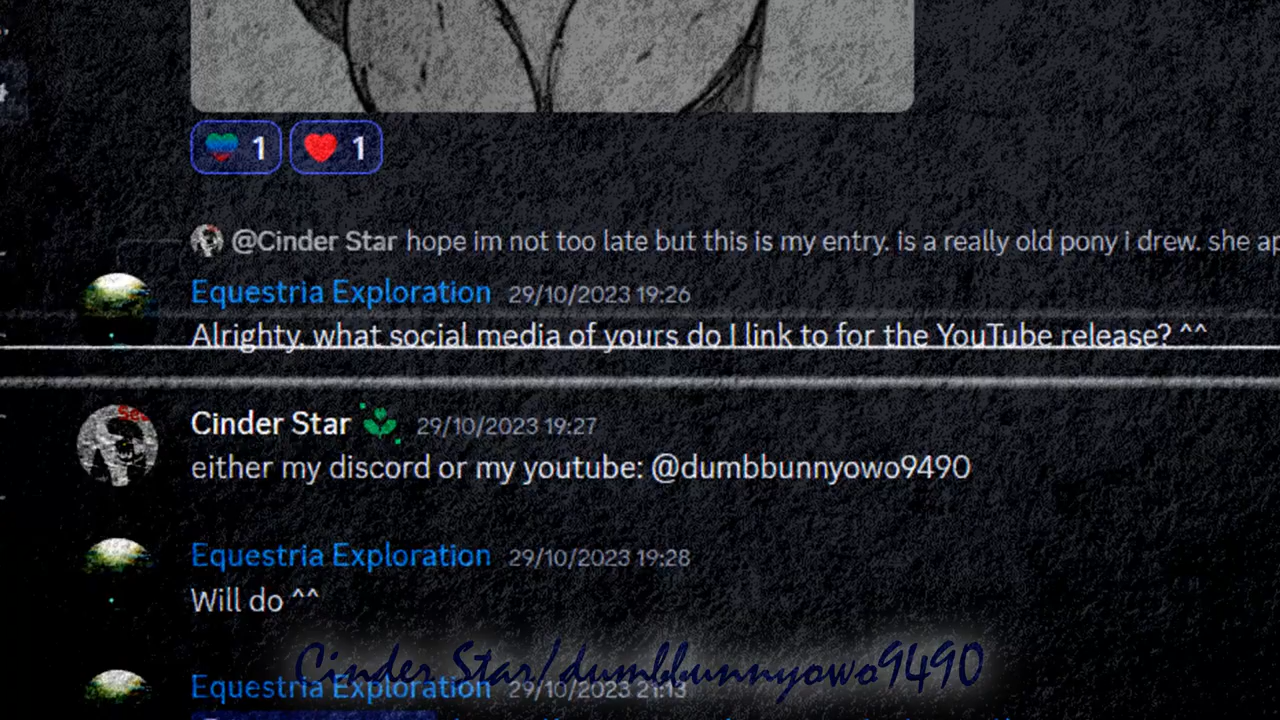 1 1
@Cinder Star hope im not too late but this is my entry. is a really old pony i drew. she ap
Equestria Exploration 29/10/2023 19:26
Alrighty, what social media of yours do I link to for the YouTube release? ^^
Cinder Star 29/10/2023 19:27
either my discord or my youtube: @dumbbunnyowo9490
Equestria Exploration 29/10/2023 19:28
Will do ^^
Cinder Star/dumbbunnyowo9490
Equestria Exploration 29/10/2023 21:13